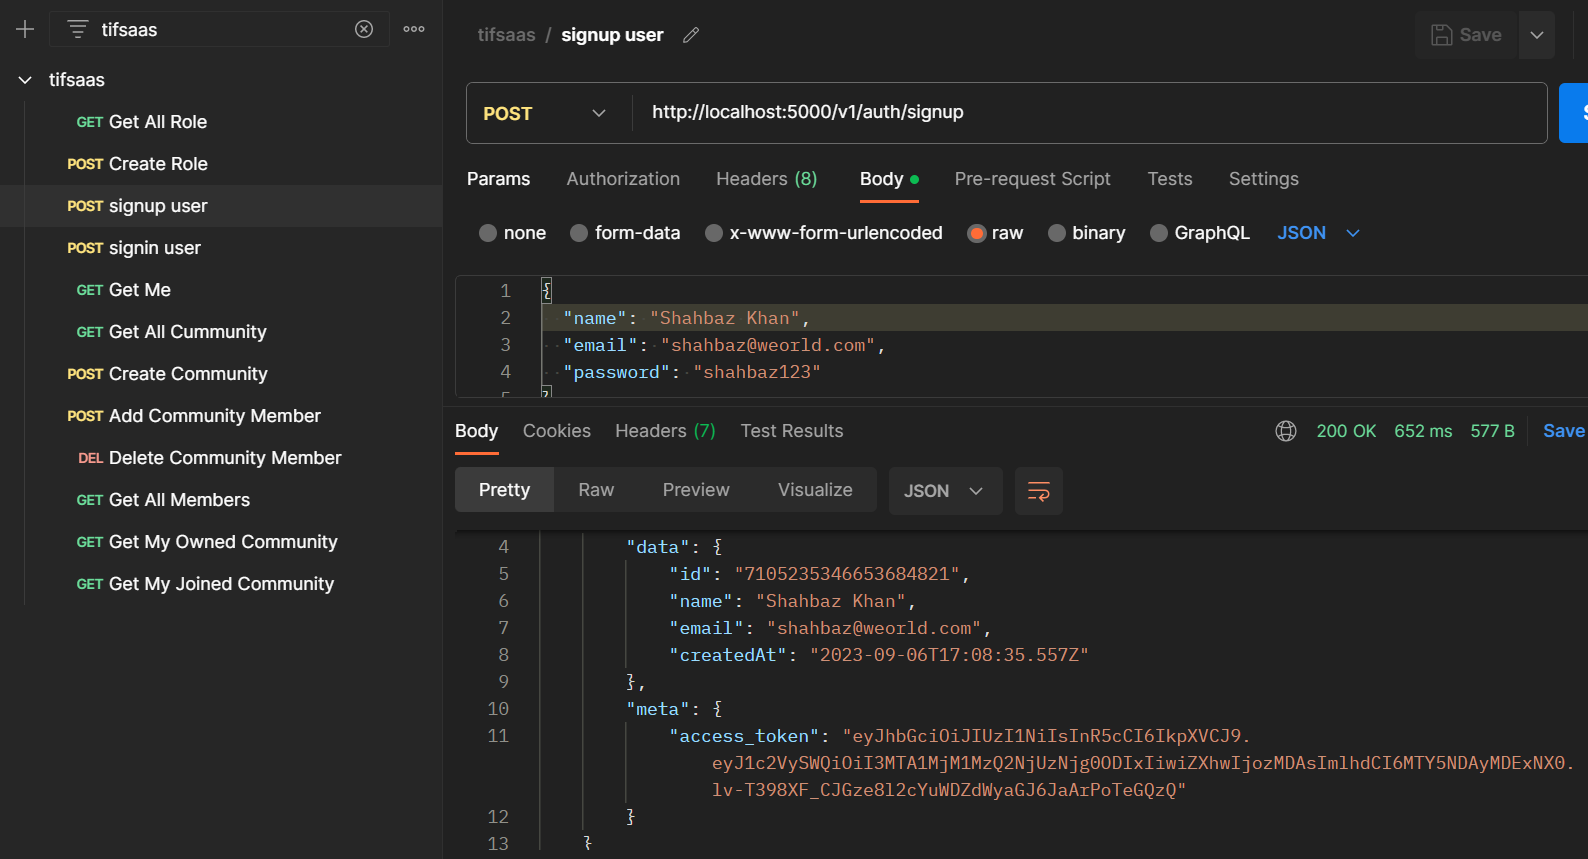 tifsaas
tifsaas
GET Get All Role
POST Create Role
POST signup user
POST signin user
GET Get Me
GET Get All Cummunity
POST Create Community
POST Add Community Member
DEL Delete Community Member
GET Get All Members
GET Get My Owned Community
GET Get My Joined Community
tifsaas / signup user
Save
POST http://localhost:5000/v1/auth/signup
Params Authorization Headers (8) Body Pre-request Script Tests Settings
none form-data x-www-form-urlencoded raw binary GraphQL JSON
1 {
2 "name": "Shahbaz Khan",
3 "email": "shahbaz@weorld.com",
4 "password": "shahbaz123"
5 }
Body Cookies Headers (7) Test Results 200 OK 652 ms 577 B Save
Pretty Raw Preview Visualize JSON
4 "data": {
5 "id": "7105235346653684821",
6 "name": "Shahbaz Khan",
7 "email": "shahbaz@weorld.com",
8 "createdAt": "2023-09-06T17:08:35.557Z"
9 },
10 "meta": {
11 "access_token": "eyJhbGciOiJIUzI1NiIsInR5cCI6IkpXVCJ9.
eyJ1c2VySWQiOiI3MTA1MjM1MzQ2NjUzNjg0ODIxIiwiZXhwIjozMDAsImlhdCI6MTY5NDAyMDExNX0.
lv-T398XF_CJGze8l2cYuWDZdWyaGJ6JaArPoTeGQzQ"
12 }
13 }